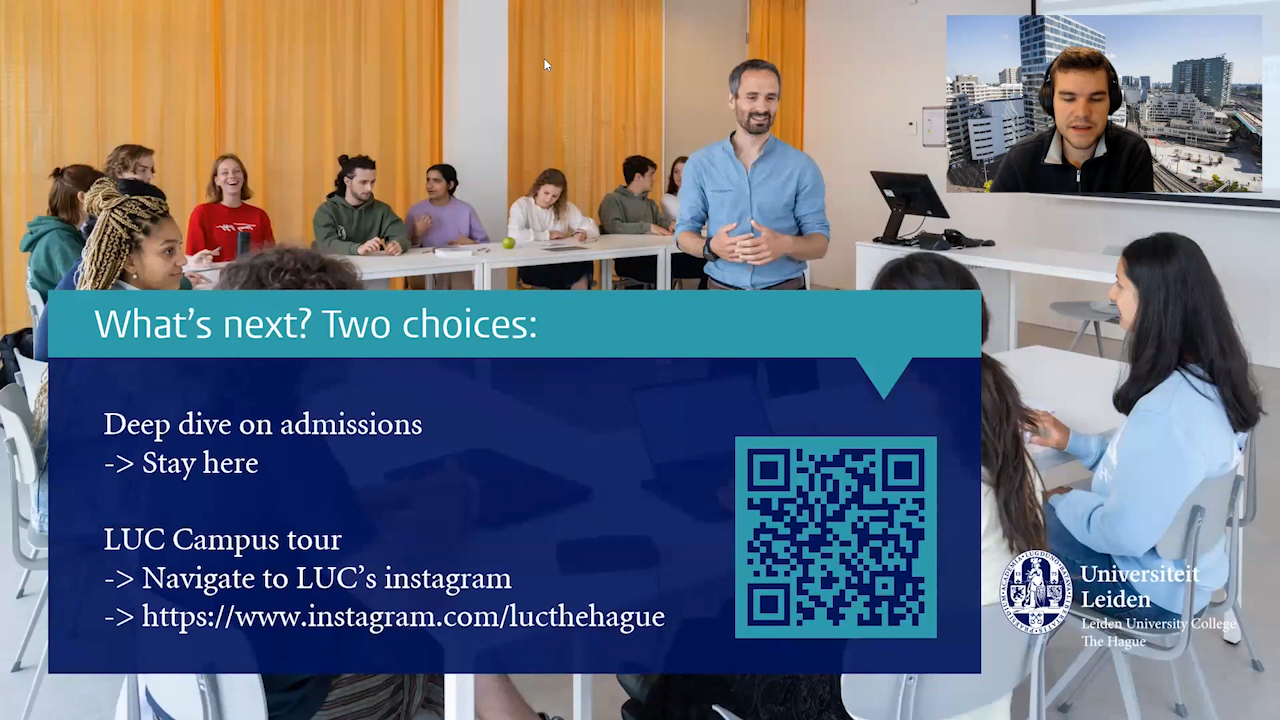 What's next? Two choices:
Deep dive on admissions
-> Stay here
LUC Campus tour
-> Navigate to LUC's instagram
-> https://www.instagram.com/lucthehague
Universiteit
Leiden
Leiden University College
The Hague